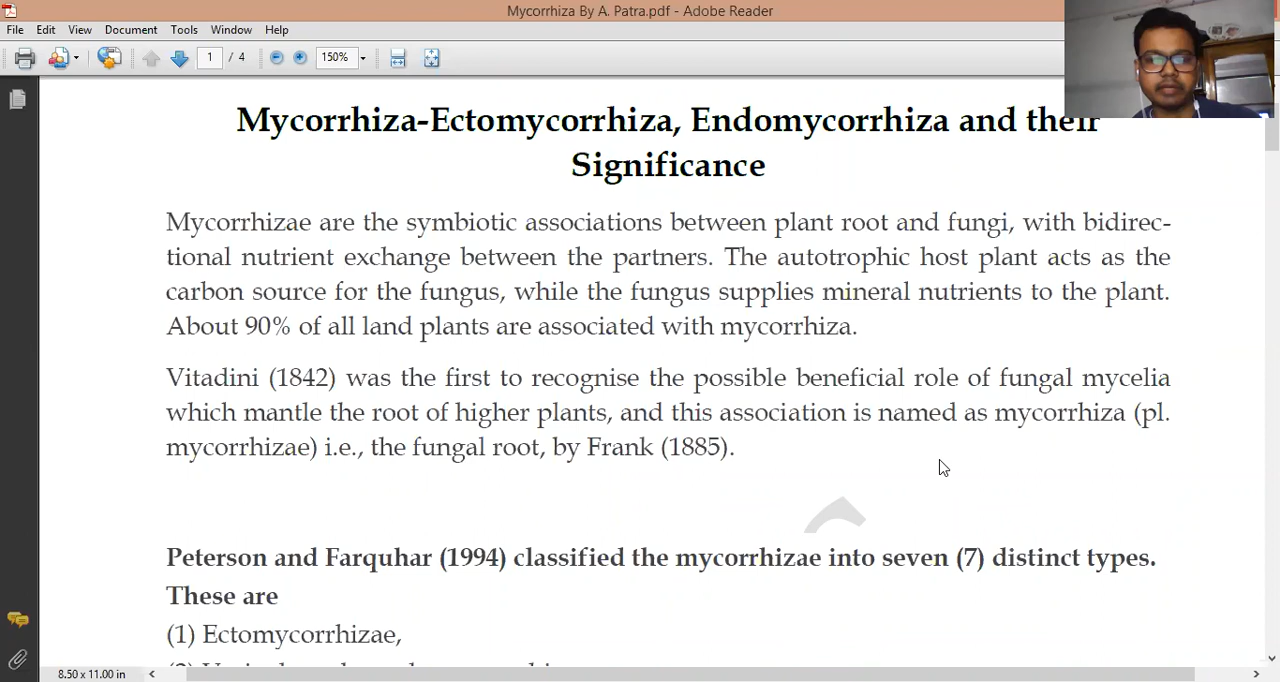 Mycorrhiza By A. Patra.pdf - Adobe Reader
File Edit View Document Tools Window Help
1 / 4 150%
Mycorrhiza-Ectomycorrhiza, Endomycorrhiza and their
Significance
Mycorrhizae are the symbiotic associations between plant root and fungi, with bidirec-
tional nutrient exchange between the partners. The autotrophic host plant acts as the
carbon source for the fungus, while the fungus supplies mineral nutrients to the plant.
About 90% of all land plants are associated with mycorrhiza.
Vitadini (1842) was the first to recognise the possible beneficial role of fungal mycelia
which mantle the root of higher plants, and this association is named as mycorrhiza (pl.
mycorrhizae) i.e., the fungal root, by Frank (1885).
Peterson and Farquhar (1994) classified the mycorrhizae into seven (7) distinct types.
These are
(1) Ectomycorrhizae,
8.50 x 11.00 in